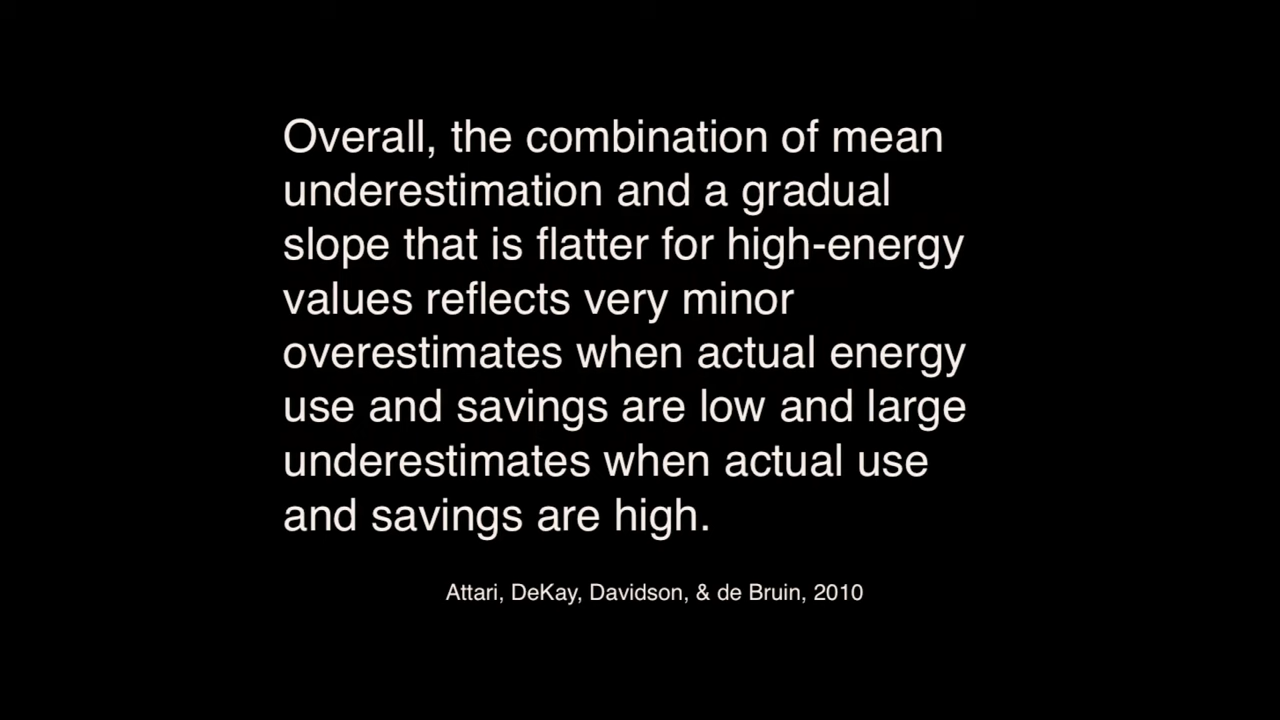 Overall, the combination of mean
underestimation and a gradual
slope that is flatter for high-energy
values reflects very minor
overestimates when actual energy
use and savings are low and large
underestimates when actual use
and savings are high.
Attari, DeKay, Davidson, & de Bruin, 2010